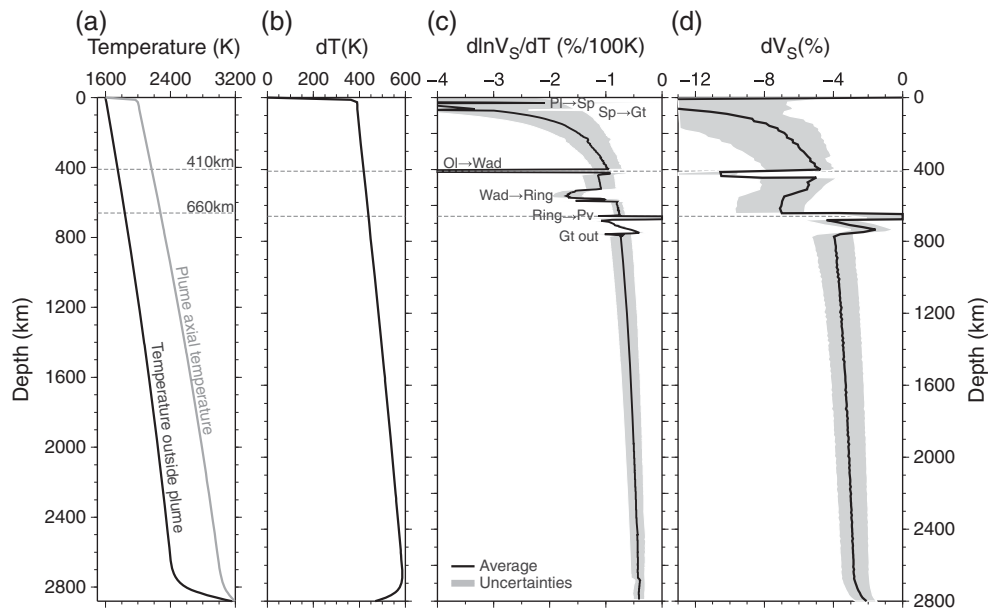 (a) (b) (c) (d)
Temperature (K) dT(K) dlnV_S/dT (%/100K) dV_S(%)
1600 2400 3200 0 200 400 600 −4 −3 −2 −1 0 −12 −8 −4 0
0 Pl→Sp 0
Sp→Gt
410km Ol→Wad
400 400
Wad→Ring
660km Ring→Pv
Gt out
800 800
1200 1200
1600 1600
2000 2000
2400 2400
2800 2800
Depth (km)
Depth (km)
Plume axial temperature
Temperature outside plume
Average
Uncertainties